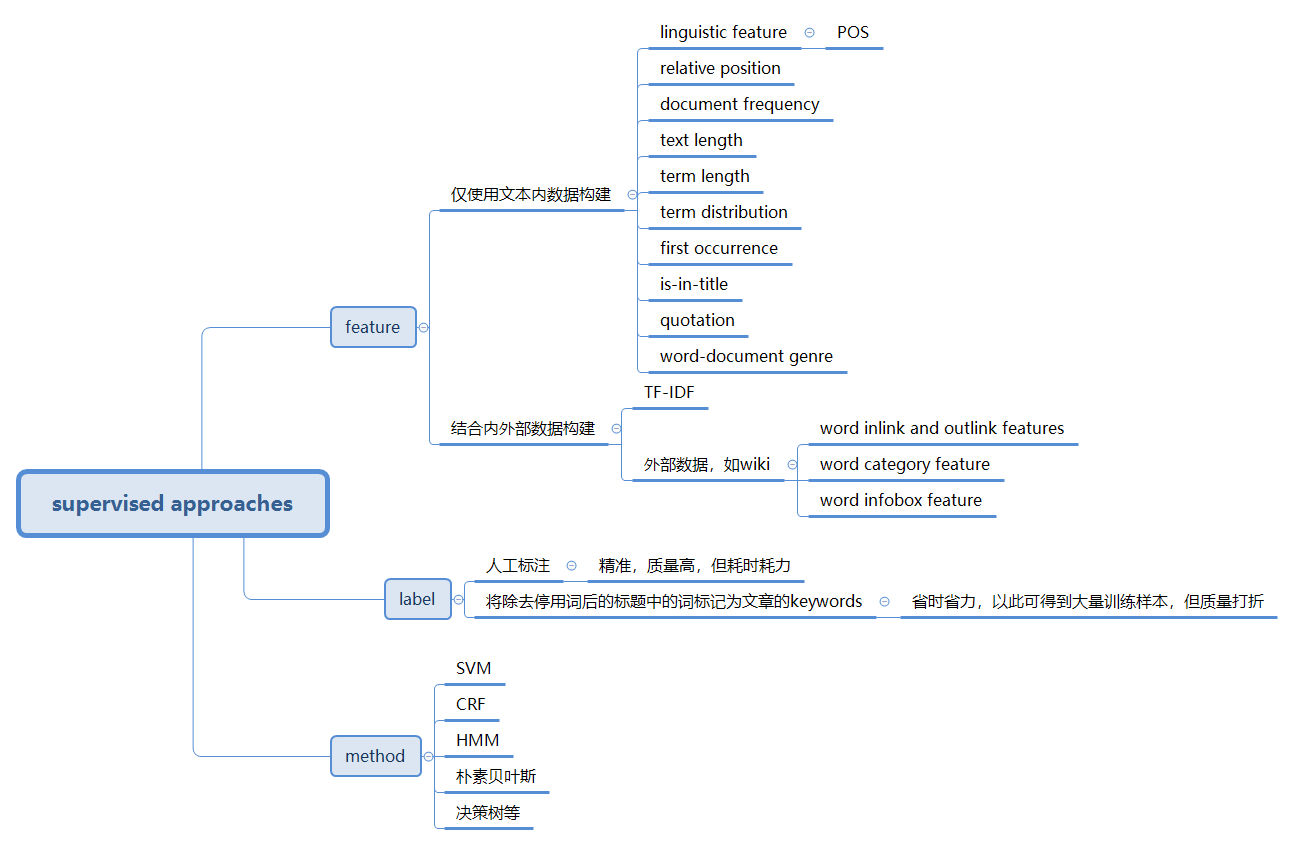 linguistic feature
POS
relative position
document frequency
text length
term length
仅使用文本内数据构建
term distribution
first occurrence
is-in-title
quotation
word-document genre
feature
TF-IDF
结合内外部数据构建
外部数据，如wiki
word inlink and outlink features
word category feature
word infobox feature
supervised approaches
人工标注
精准，质量高，但耗时耗力
label
将除去停用词后的标题中的词标记为文章的keywords
省时省力，以此可得到大量训练样本，但质量打折
SVM
CRF
HMM
method
朴素贝叶斯
决策树等